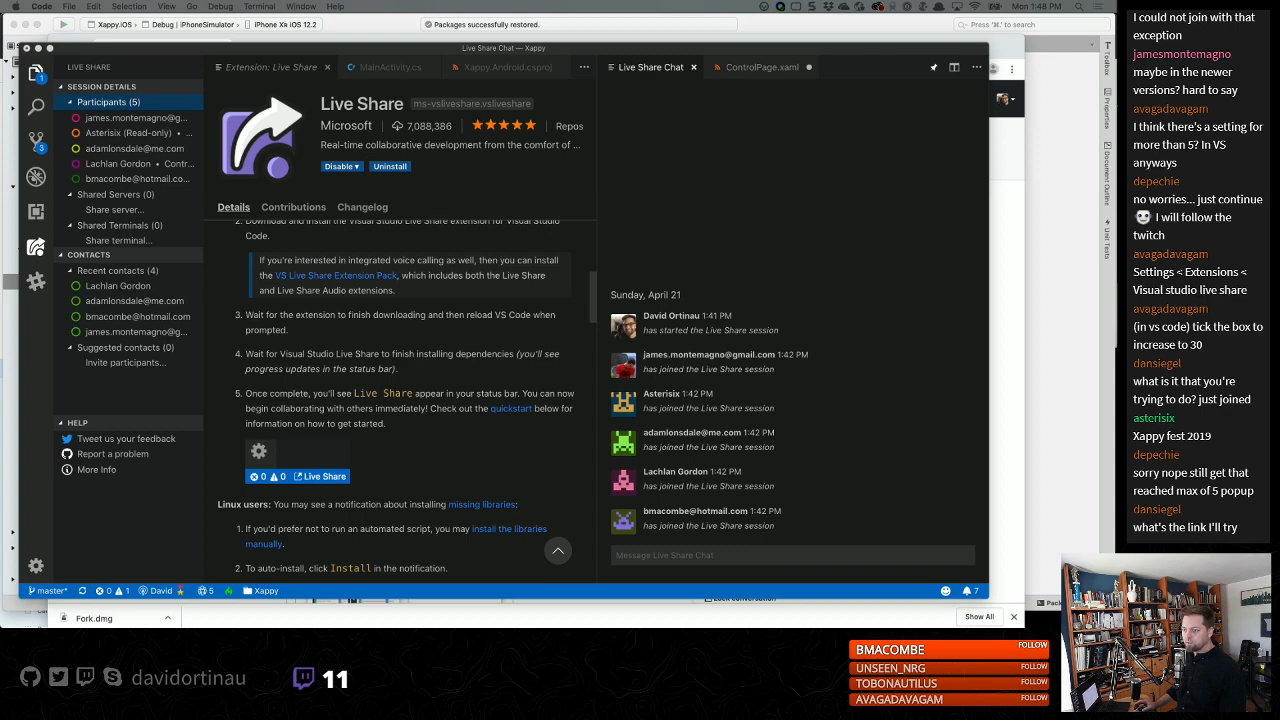 Code File Edit Selection View Go Debug Terminal Window Help
Mon 1:48 PM
Xappy.iOS
Debug | iPhoneSimulator
iPhone Xʀ iOS 12.2
Packages successfully restored.
Press '⌘.' to search
Live Share Chat — Xappy
LIVE SHARE
Extension: Live Share
MainActivity.cs
Xappy.Android.csproj
Live Share Chat
ControlPage.xaml
SESSION DETAILS
Participants (5)
james.montemagno@g...
Asterisix (Read-only) • ...
adamlonsdale@me.com
Lachlan Gordon • Contr...
bmacombe@hotmail.co...
Shared Servers (0)
Share server...
Shared Terminals (0)
Share terminal...
CONTACTS
Recent contacts (4)
Lachlan Gordon
adamlonsdale@me.com
bmacombe@hotmail.com
james.montemagno@g...
Suggested contacts (0)
Invite participants...
HELP
Tweet us your feedback
Report a problem
More Info
1
3
Live Share ms-vsliveshare.vsliveshare
Microsoft 7,088,386 Repos
Real-time collaborative development from the comfort of ...
Disable Uninstall
Details Contributions Changelog
2. Download and install the Visual Studio Live Share extension for Visual Studio
Code.
If you're interested in integrated voice calling as well, then you can install
the VS Live Share Extension Pack, which includes both the Live Share
and Live Share Audio extensions.
3. Wait for the extension to finish downloading and then reload VS Code when
prompted.
4. Wait for Visual Studio Live Share to finish installing dependencies (you'll see
progress updates in the status bar).
5. Once complete, you'll see Live Share appear in your status bar. You can now
begin collaborating with others immediately! Check out the quickstart below for
information on how to get started.
0 0 Live Share
Linux users: You may see a notification about installing missing libraries:
1. If you'd prefer not to run an automated script, you may install the libraries
manually.
2. To auto-install, click Install in the notification.
Sunday, April 21
David Ortinau 1:41 PM
has started the Live Share session
james.montemagno@gmail.com 1:42 PM
has joined the Live Share session
Asterisix 1:42 PM
has joined the Live Share session
adamlonsdale@me.com 1:42 PM
has joined the Live Share session
Lachlan Gordon 1:42 PM
has joined the Live Share session
bmacombe@hotmail.com 1:42 PM
has joined the Live Share session
Message Live Share Chat
master* 0 1 David 5 Xappy
7
Lock conversation
Pack
Fork.dmg
Show All
Toolbox
Properties
Document Outline
Unit Tests
I could not join with that
exception
jamesmontemagno
maybe in the newer
versions? hard to say
avagadavagam
I think there's a setting for
more than 5? In VS
anyways
depechie
no worries... just continue
I will follow the
twitch
avagadavagam
Settings < Extensions <
Visual studio live share
avagadavagam
(in vs code) tick the box to
increase to 30
dansiegel
what is it that you're
trying to do? just joined
asterisix
Xappy fest 2019
depechie
sorry nope still get that
reached max of 5 popup
dansiegel
what's the link I'll try
davidortinau
11
BMACOMBE FOLLOW
UNSEEN_NRG FOLLOW
TOBONAUTILUS FOLLOW
AVAGADAVAGAM FOLLOW